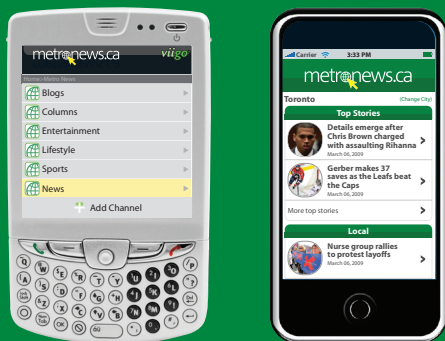 metronews.ca
viigo
Home>Metro News
Blogs
Columns
Entertainment
Lifestyle
Sports
News
Add Channel
Carrier
3:33 PM
metronews.ca
Toronto
(Change City)
Top Stories
Details emerge after
Chris Brown charged
with assaulting Rihanna
March 06, 2009
Gerber makes 37
saves as the Leafs beat
the Caps
March 06, 2009
More top stories
Local
Nurse group rallies
to protest layoffs
March 06, 2009